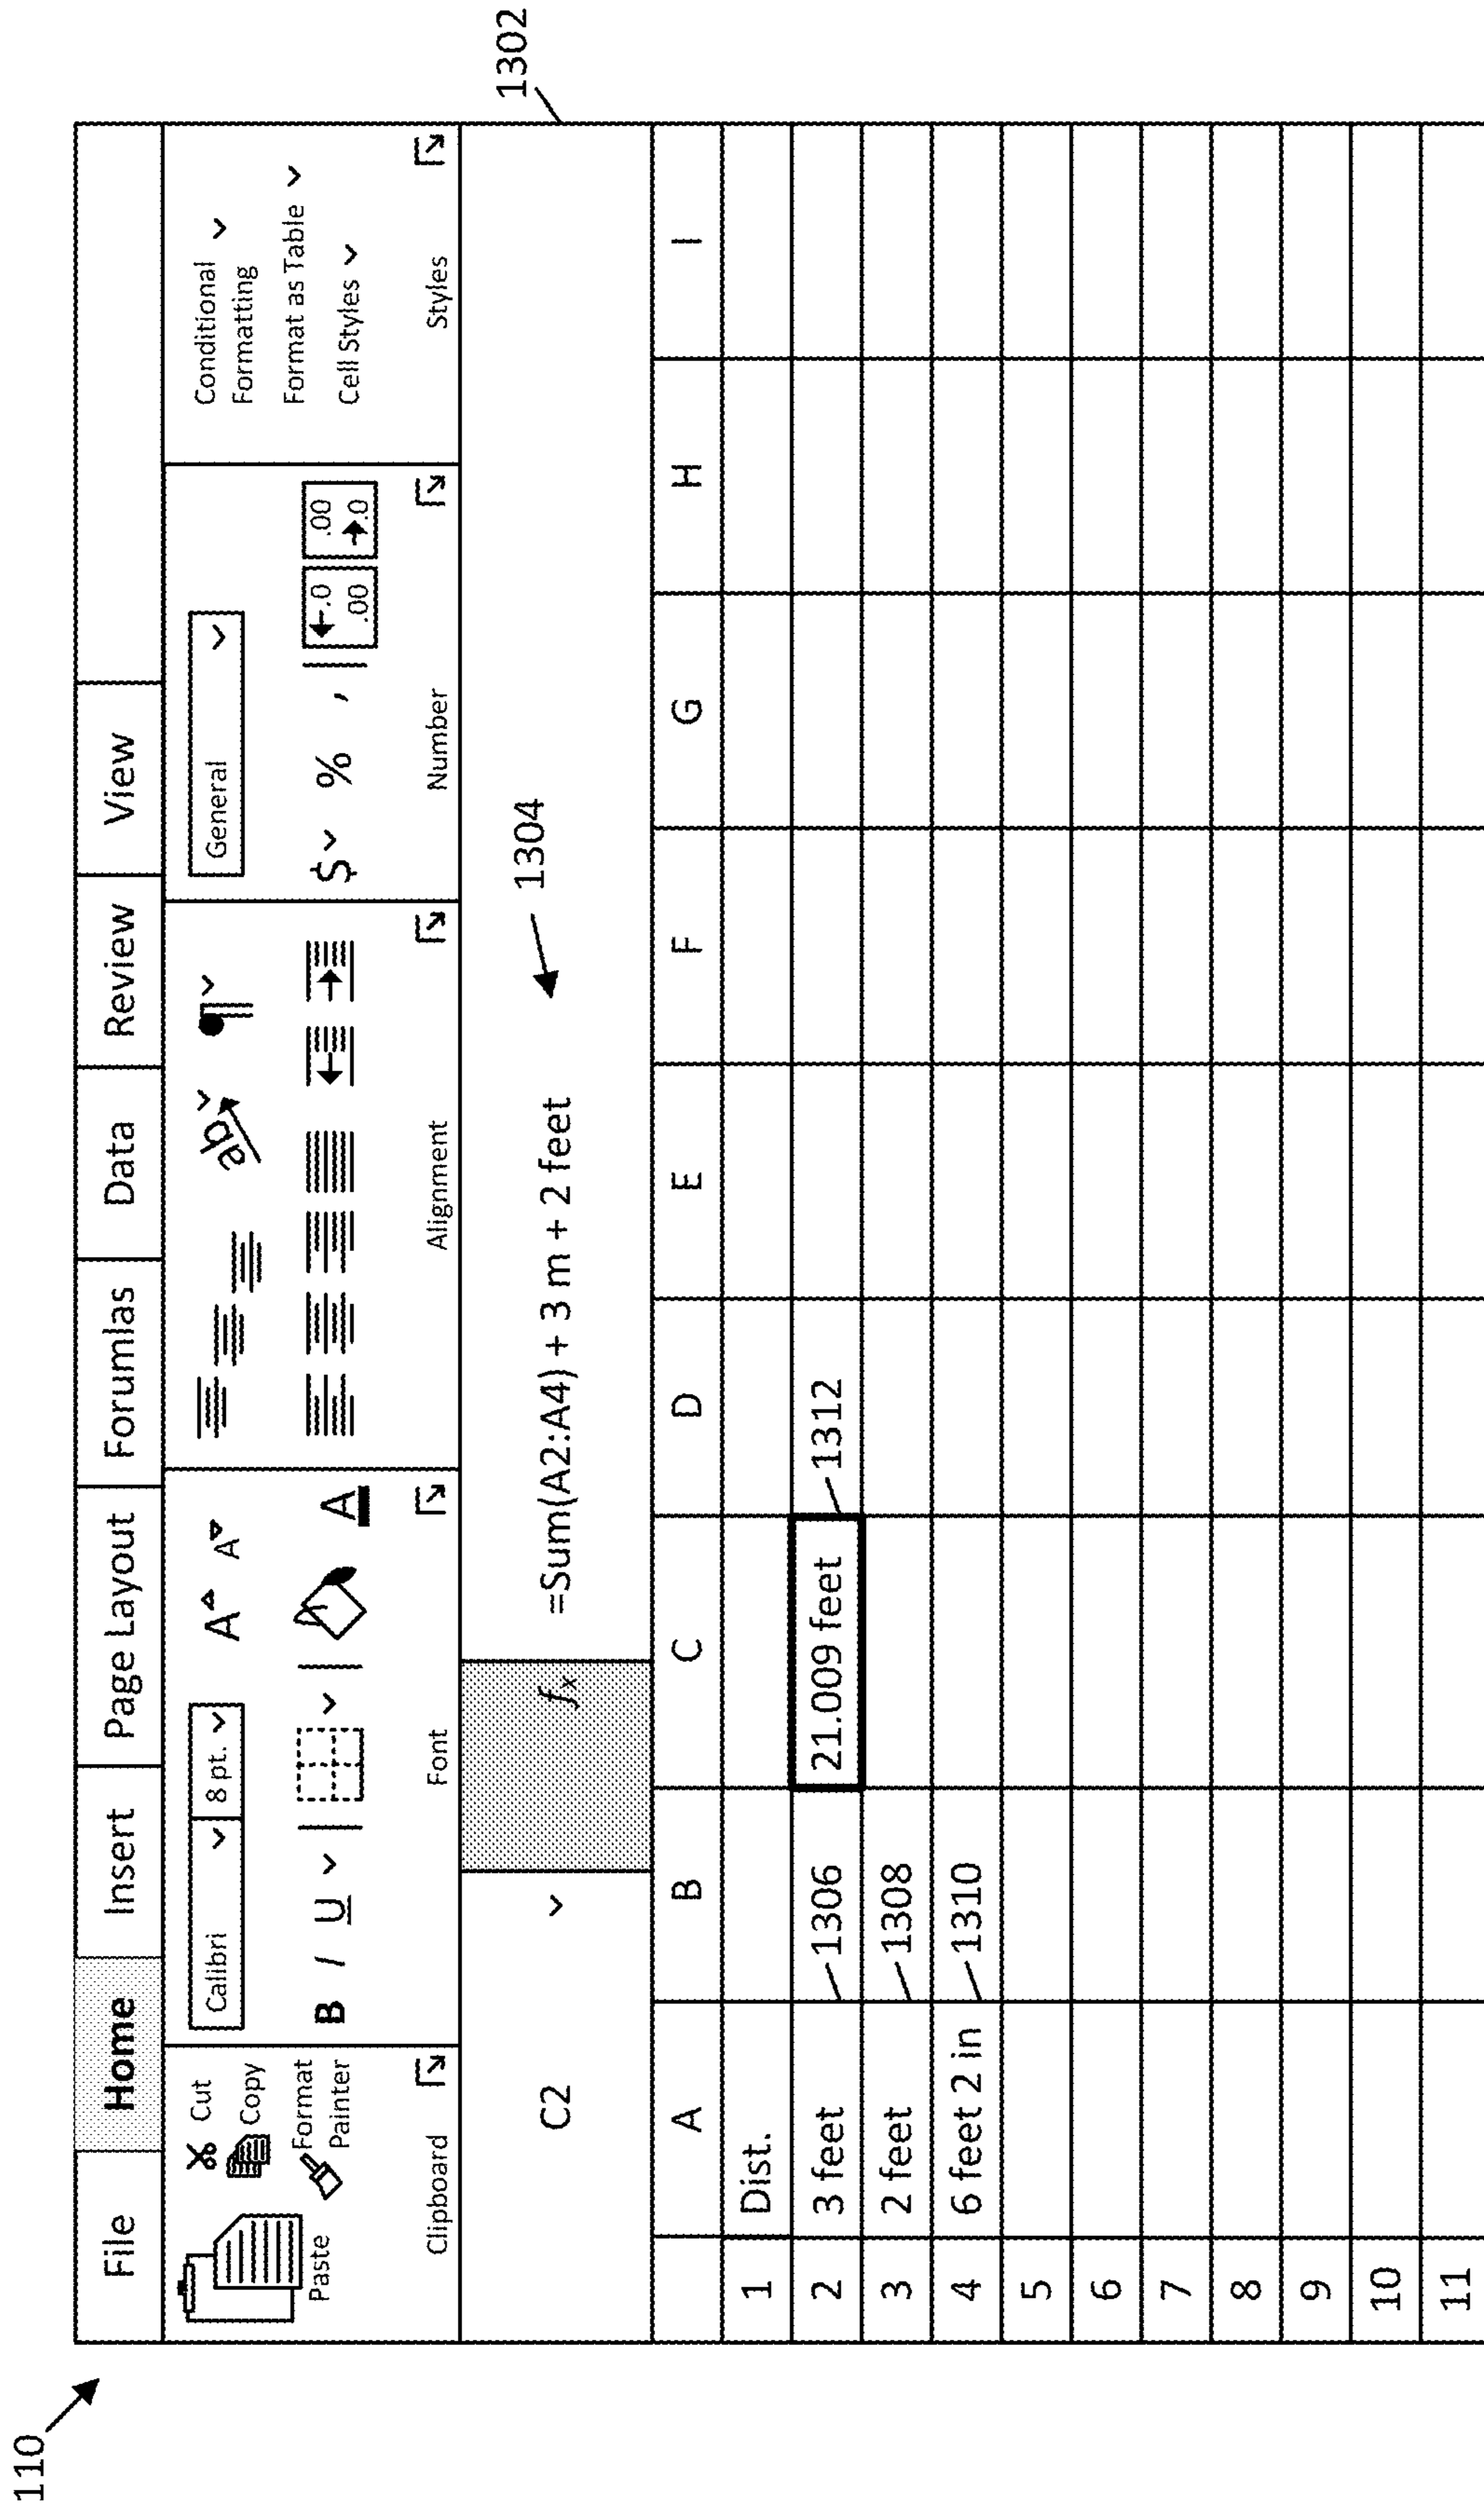 110
File Home Insert Page Layout Forumlas Data Review View
Paste
Cut
Copy
Format
Painter
Clipboard
Calibri 8 pt. A A
B I U A
Font
ab
Alignment
General
$ % , .0 .00 .00 .0
Number
Conditional
Formatting
Format as Table
Cell Styles
Styles
1302
C2 fx =Sum(A2:A4) + 3 m + 2 feet 1304
A B C D E F G H I
1 Dist.
2 3 feet 1306 21.009 feet 1312
3 2 feet 1308
4 6 feet 2 in 1310
5
6
7
8
9
10
11